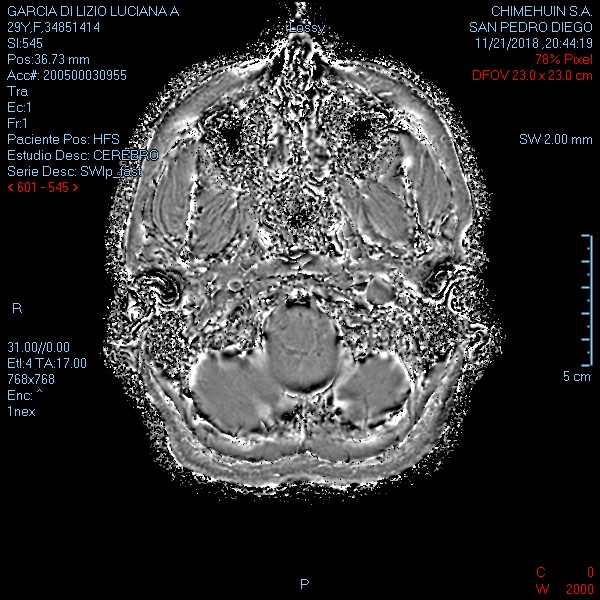 GARCIA DI LIZIO LUCIANA A
29Y,F,34851414
SI:545
Pos:36.73 mm
Acc#: 200500030955
Tra
Ec:1
Fr:1
Paciente Pos: HFS
Estudio Desc: CEREBRO
Serie Desc: SWIp_fast
< 601 - 545 >
Lossy
CHIMEHUIN S.A.
SAN PEDRO DIEGO
11/21/2018 ,20:44:19
78% Pixel
DFOV 23.0 x 23.0 cm
SW 2.00 mm
R
31.00//0.00
Etl:4 TA:17.00
768x768
Enc: ^
1nex
5 cm
P
C 0
W 2000